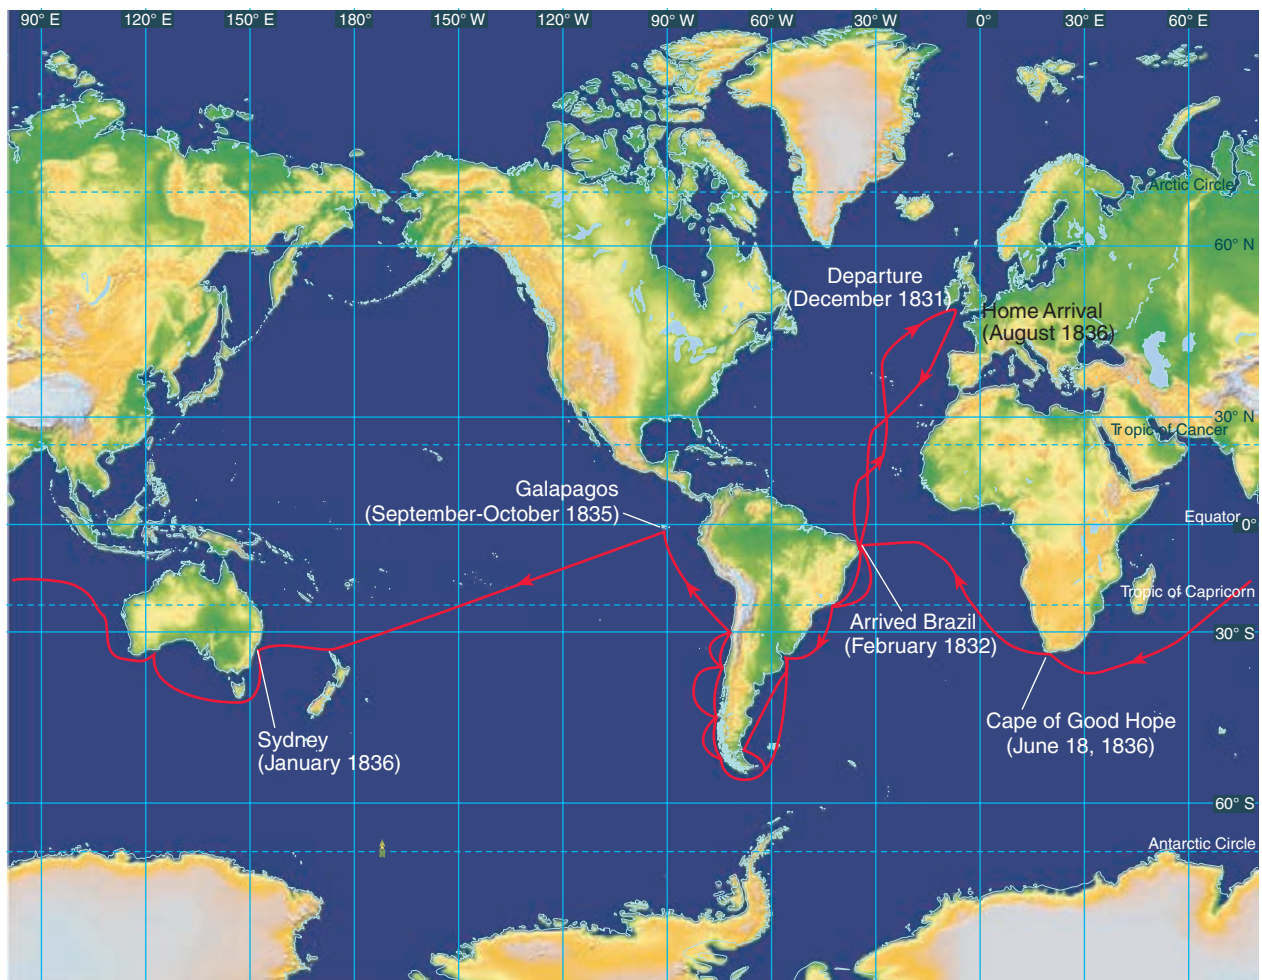 90° E
120° E
150° E
180°
150° W
120° W
90° W
60° W
30° W
0°
30° E
60° E
Arctic Circle
60° N
Departure
(December 1831)
Home Arrival
(August 1836)
30° N
Tropic of Cancer
Galapagos
(September-October 1835)
Equator
0°
Tropic of Capricorn
Arrived Brazil
(February 1832)
30° S
Cape of Good Hope
(June 18, 1836)
Sydney
(January 1836)
60° S
Antarctic Circle